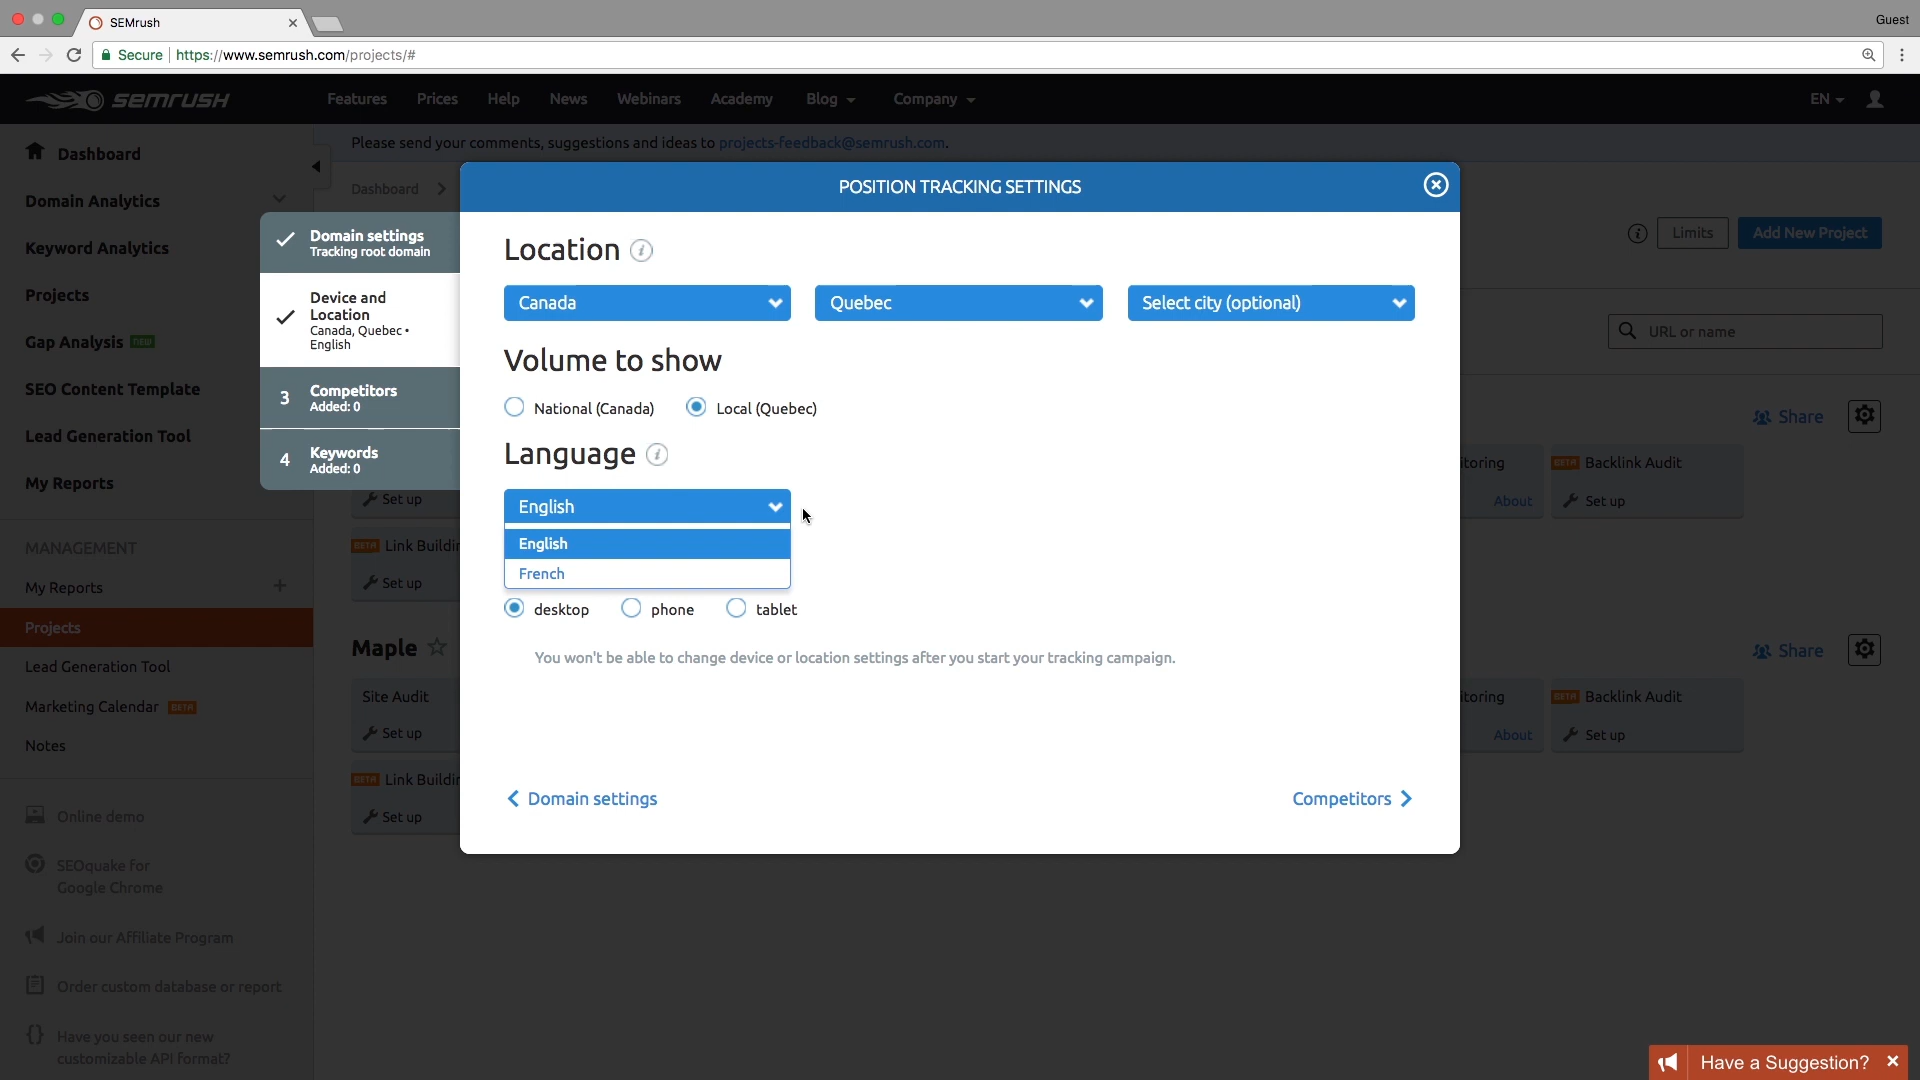 SEMrush
Guest
Secure
https://www.semrush.com/projects/#
semrush
Features
Prices
Help
News
Webinars
Academy
Blog
Company
EN
Please send your comments, suggestions and ideas to projects-feedback@semrush.com.
Dashboard
Domain Analytics
Keyword Analytics
Projects
Gap Analysis NEW
SEO Content Template
Lead Generation Tool
My Reports
MANAGEMENT
My Reports
Projects
Lead Generation Tool
Marketing Calendar BETA
Notes
Online demo
SEOquake for
Google Chrome
Join our Affiliate Program
Order custom database or report
Have you seen our new
customizable API format?
Dashboard
Limits
Add New Project
URL or name
POSITION TRACKING SETTINGS
Domain settings
Tracking root domain
Device and
Location
Canada, Quebec •
English
3
Competitors
Added: 0
4
Keywords
Added: 0
Location
Canada
Quebec
Select city (optional)
Volume to show
National (Canada)
Local (Quebec)
Language
English
English
French
desktop
phone
tablet
You won't be able to change device or location settings after you start your tracking campaign.
Domain settings
Competitors
Share
itoring
About
BETA Backlink Audit
Set up
Set up
BETA Link Buildin
Set up
Maple
Share
Site Audit
Set up
itoring
About
BETA Backlink Audit
Set up
BETA Link Buildin
Set up
Have a Suggestion?